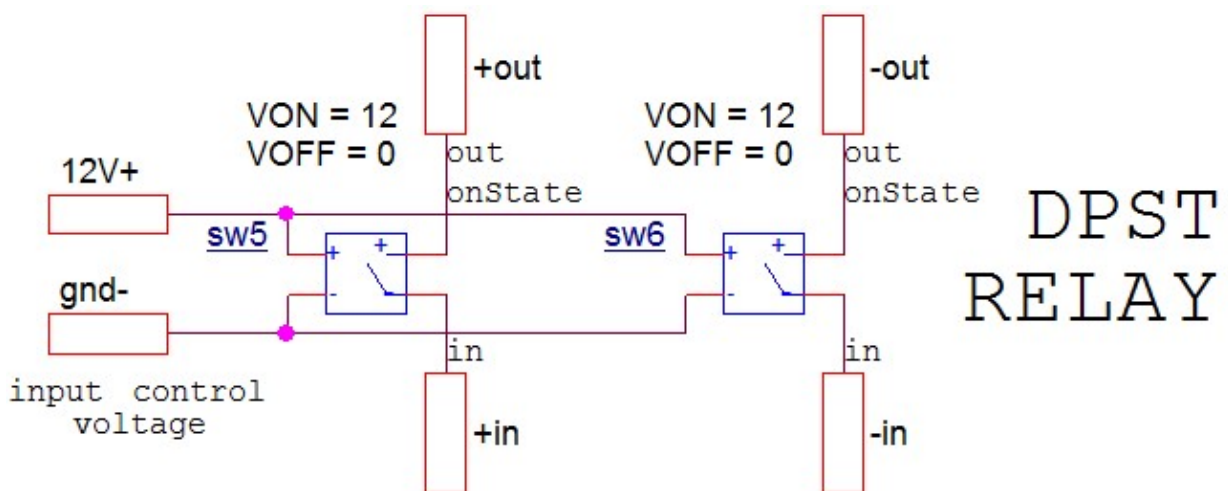 +out
-out
VON = 12
VOFF = 0
VON = 12
VOFF = 0
out
onState
out
onState
12V+
sw5
sw6
+
+
-
+
+
-
DPST
RELAY
gnd-
in
in
input control
voltage
+in
-in